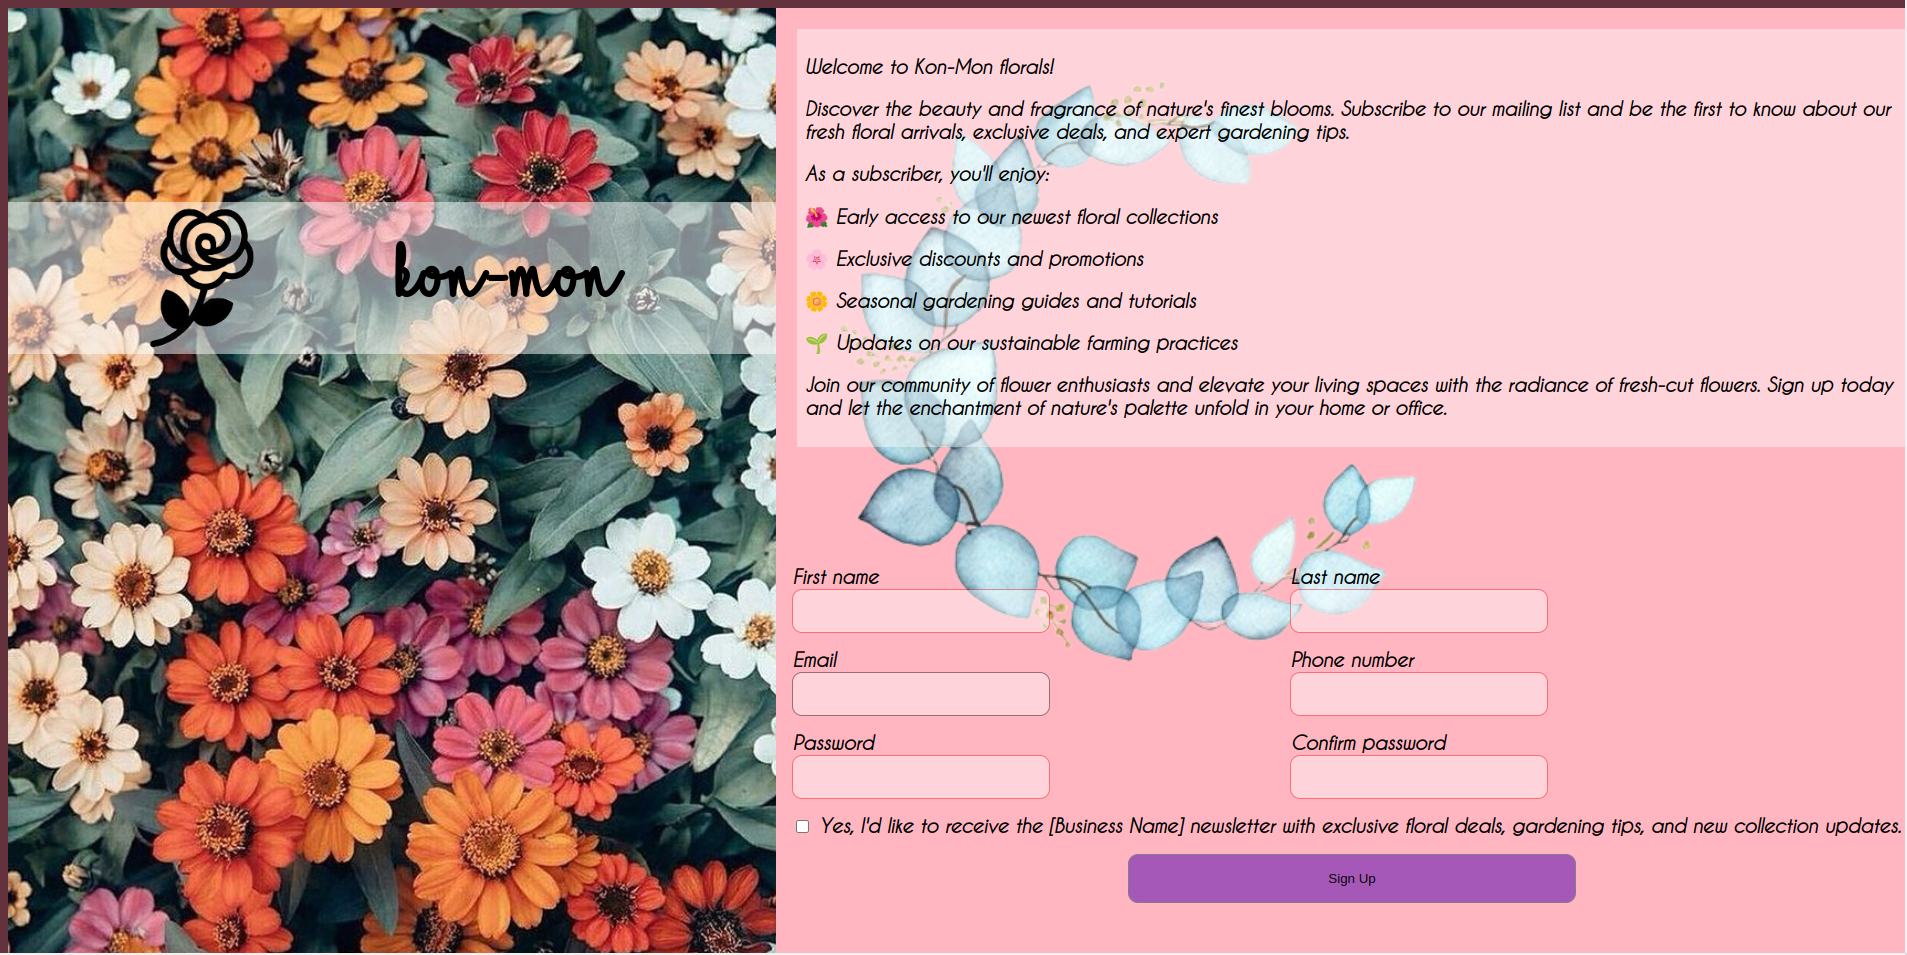 kon-mon
Welcome to Kon-Mon florals!
Discover the beauty and fragrance of nature's finest blooms. Subscribe to our mailing list and be the first to know about our
fresh floral arrivals, exclusive deals, and expert gardening tips.
As a subscriber, you'll enjoy:
🌺 Early access to our newest floral collections
🌸 Exclusive discounts and promotions
🌼 Seasonal gardening guides and tutorials
🌱 Updates on our sustainable farming practices
Join our community of flower enthusiasts and elevate your living spaces with the radiance of fresh-cut flowers. Sign up today
and let the enchantment of nature's palette unfold in your home or office.
First name
Last name
Email
Phone number
Password
Confirm password
Yes, I'd like to receive the [Business Name] newsletter with exclusive floral deals, gardening tips, and new collection updates.
Sign Up